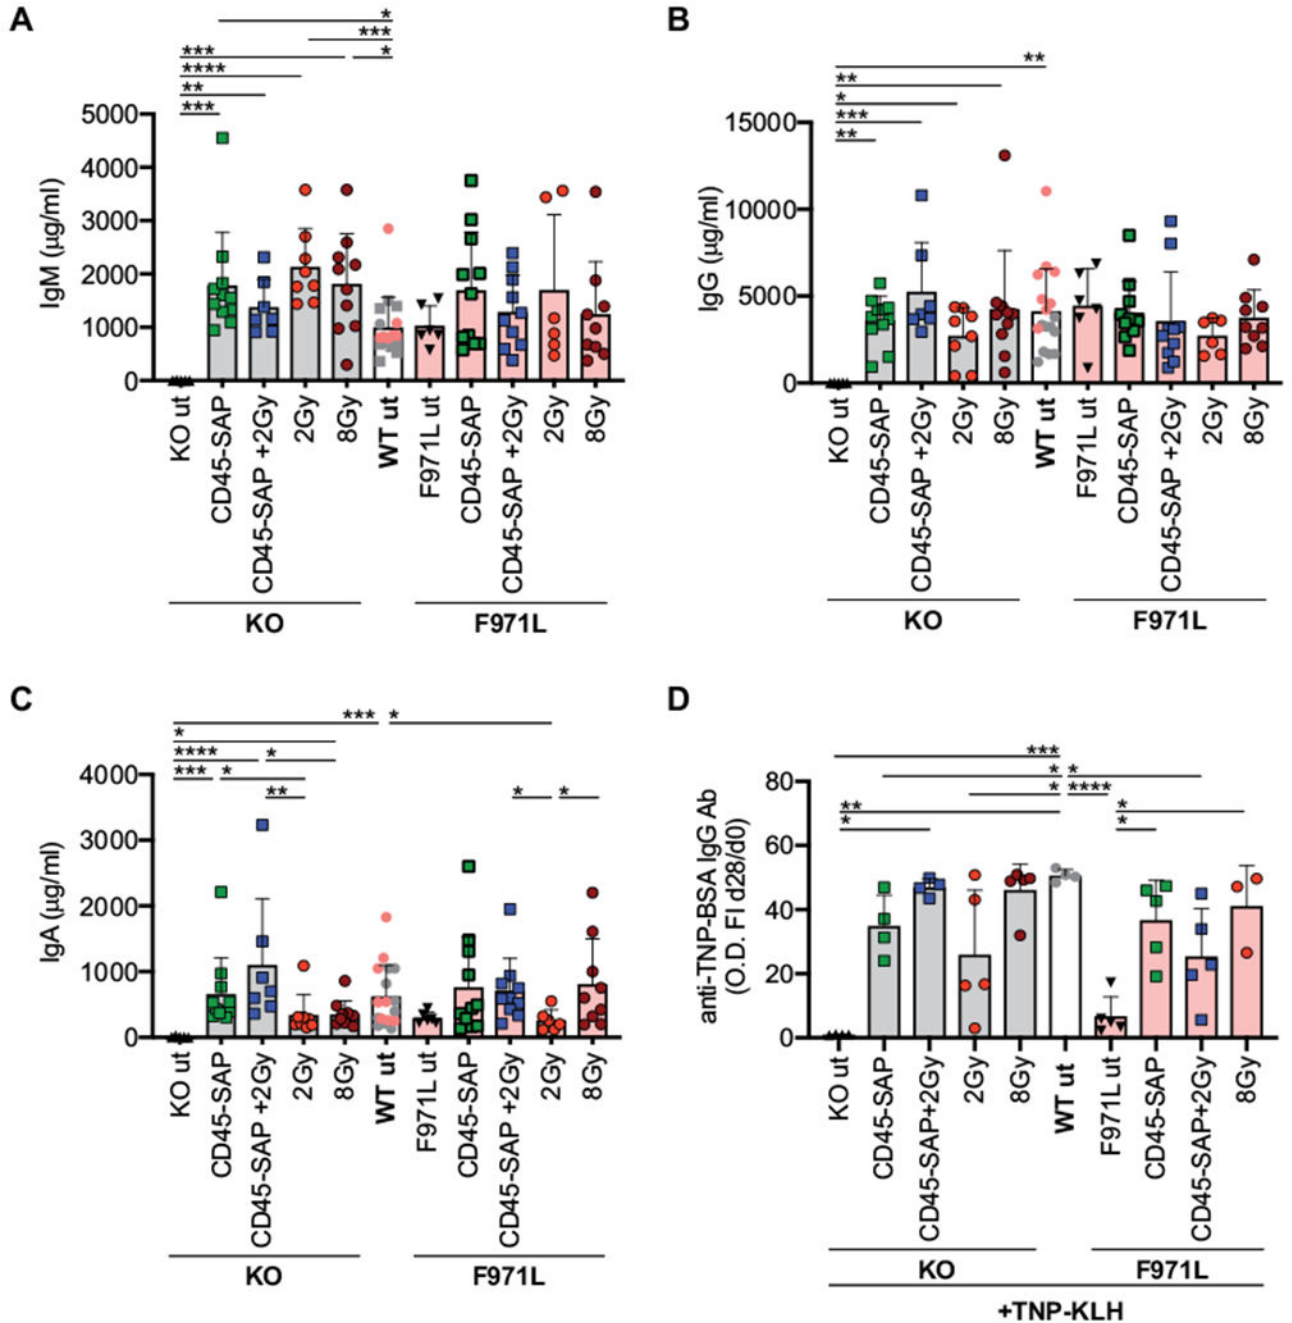 A
*
***
*** *
****
**
***
5000
4000
3000
2000
1000
0
IgM (µg/ml)
KO ut
CD45-SAP
CD45-SAP +2Gy
2Gy
8Gy
WT ut
F971L ut
CD45-SAP
CD45-SAP +2Gy
2Gy
8Gy
KO
F971L
B
**
**
*
***
**
15000
10000
5000
0
IgG (µg/ml)
KO ut
CD45-SAP
CD45-SAP +2Gy
2Gy
8Gy
WT ut
F971L ut
CD45-SAP
CD45-SAP +2Gy
2Gy
8Gy
KO
F971L
C
*** *
*
**** *
*** *
** * *
4000
3000
2000
1000
0
IgA (µg/ml)
KO ut
CD45-SAP
CD45-SAP +2Gy
2Gy
8Gy
WT ut
F971L ut
CD45-SAP
CD45-SAP +2Gy
2Gy
8Gy
KO
F971L
D
***
* *
* ****
** *
* *
80
60
40
20
0
anti-TNP-BSA IgG Ab
(O.D. FI d28/d0)
KO ut
CD45-SAP
CD45-SAP+2Gy
2Gy
8Gy
WT ut
F971L ut
CD45-SAP
CD45-SAP+2Gy
8Gy
KO
F971L
+TNP-KLH